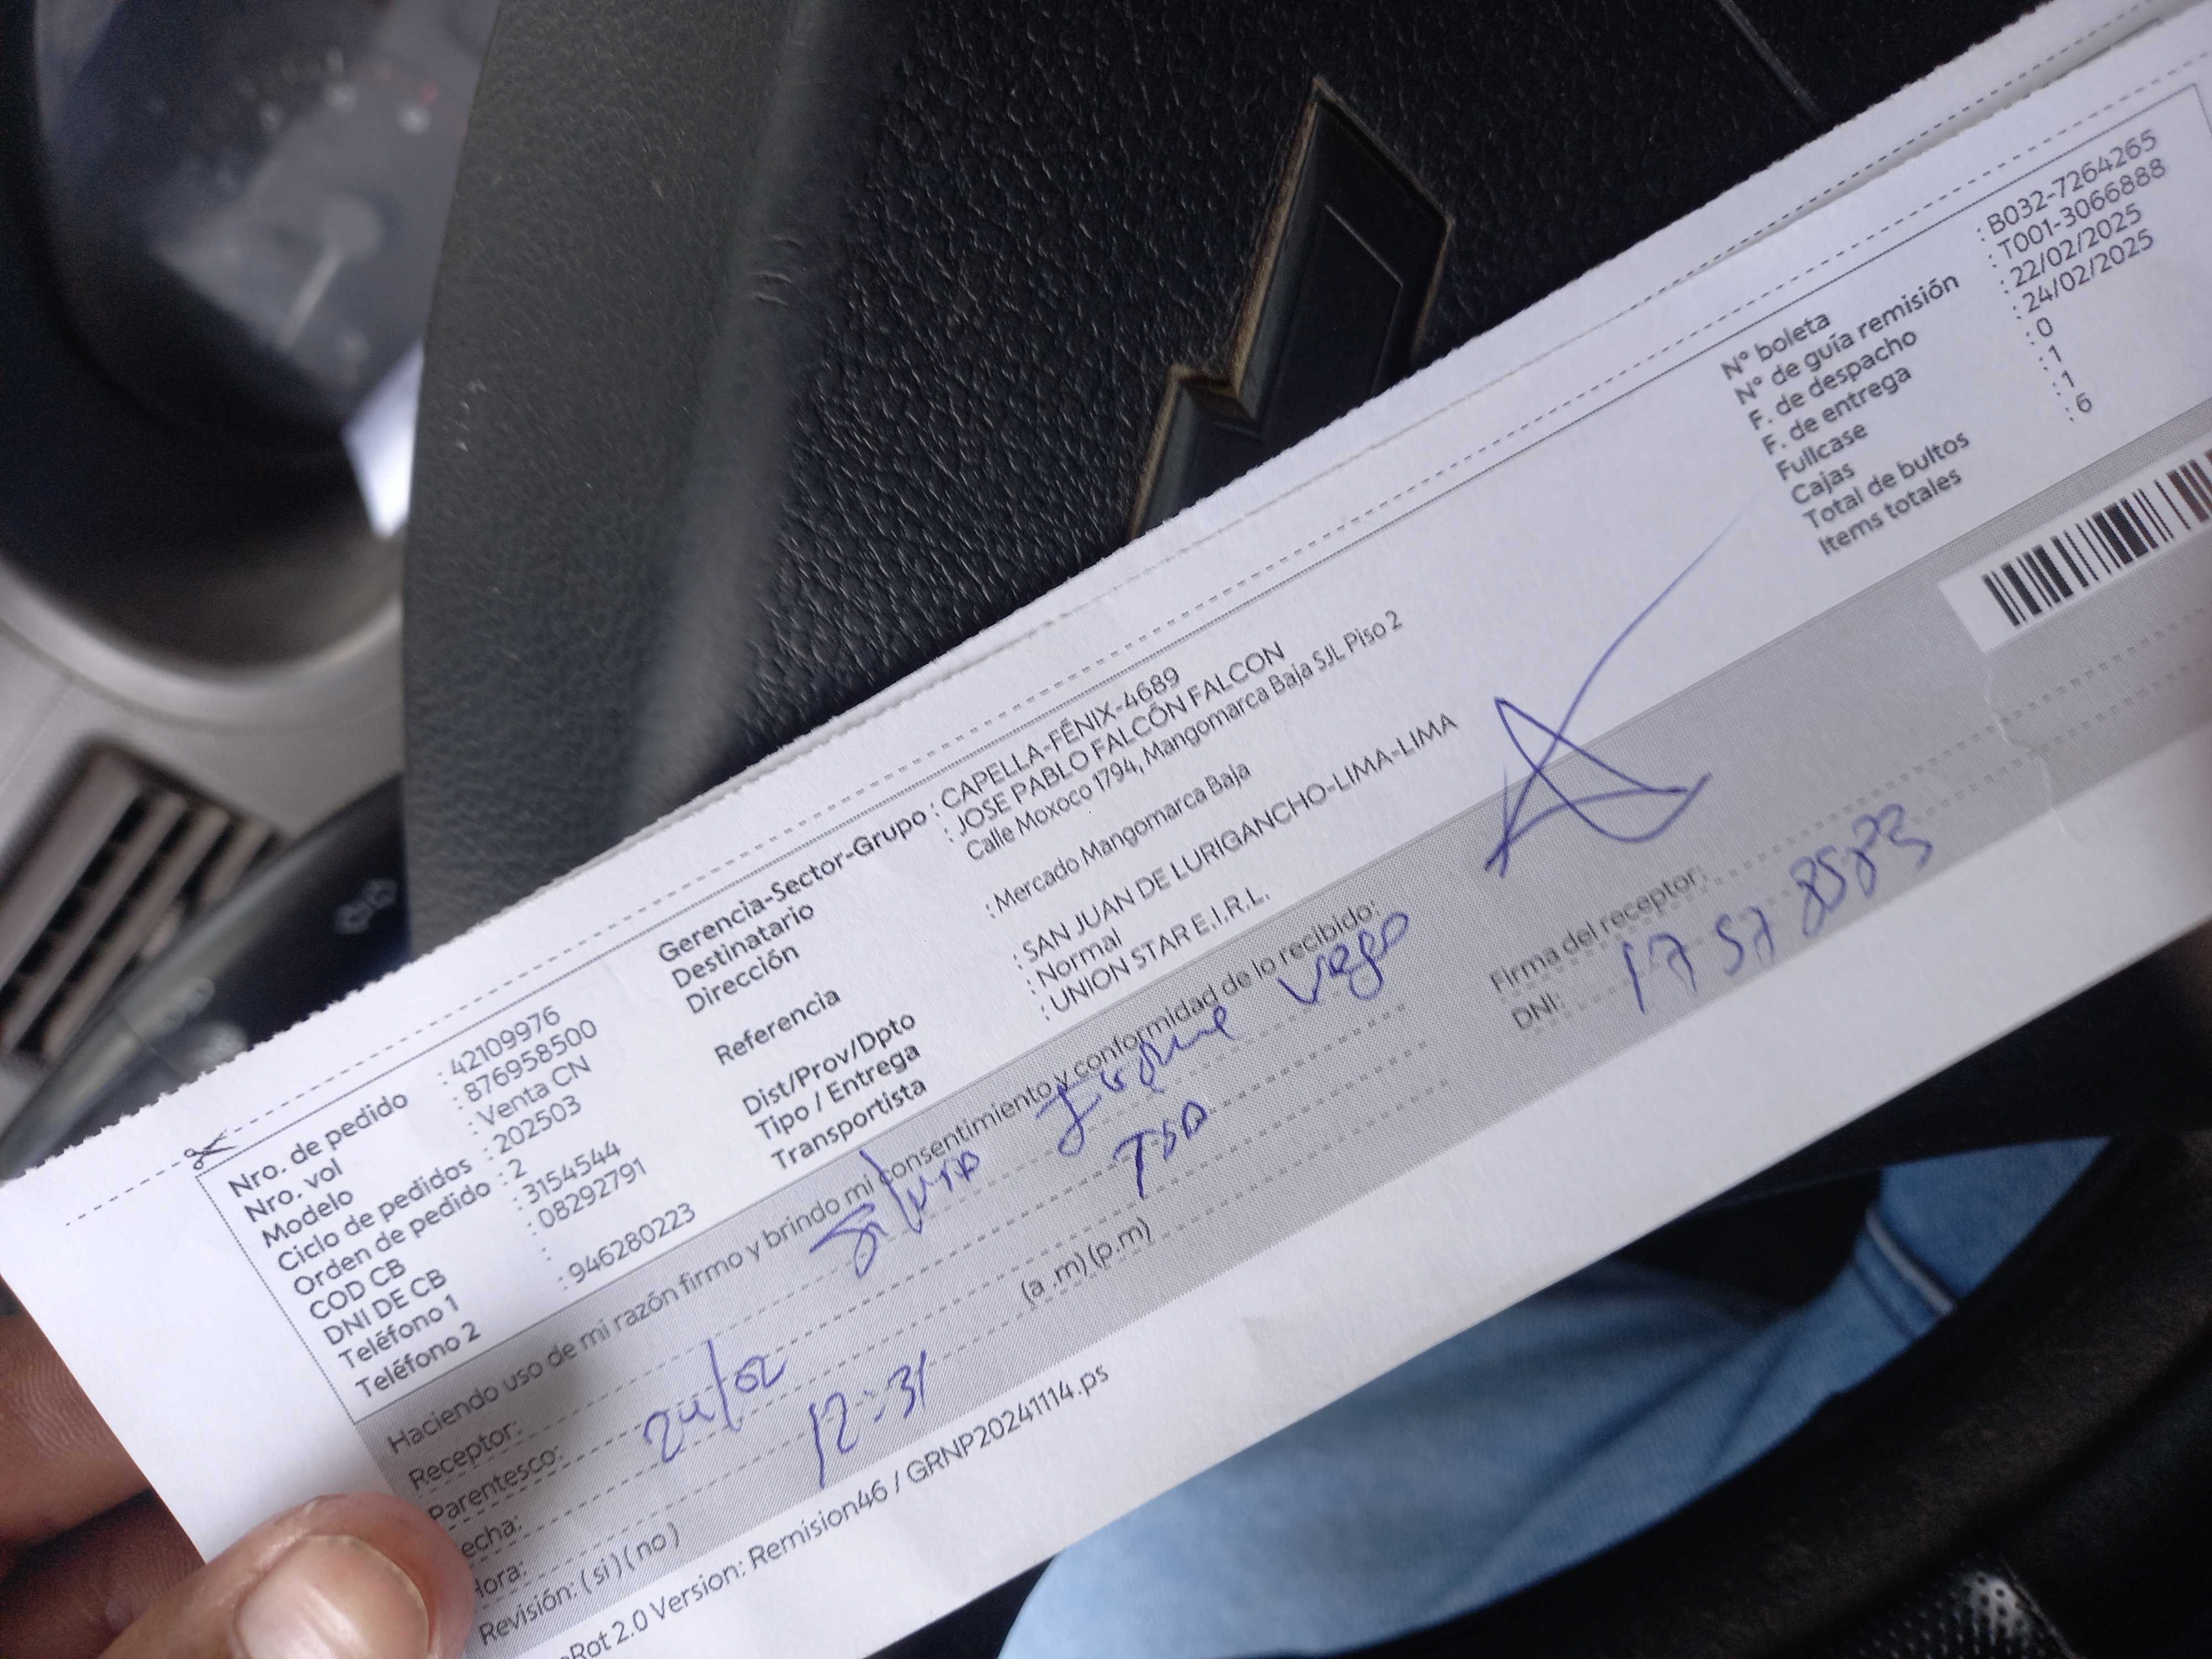 Nro. de pedido : 42109976
Nro. vol : 876958500
Modelo : Venta CN
Ciclo de pedidos : 202503
Orden de pedido : 2
COD CB : 3154544
DNI DE CB : 08292791
Teléfono 1 :
Teléfono 2 : 946280223
Gerencia-Sector-Grupo : CAPELLA-FÉNIX-4689
Destinatario : JOSE PABLO FALCÓN FALCON
Dirección Calle Moxoco 1794, Mangomarca Baja SJL Piso 2
Referencia : Mercado Mangomarca Baja
Dist/Prov/Dpto : SAN JUAN DE LURIGANCHO-LIMA-LIMA
Tipo / Entrega : Normal
Transportista : UNION STAR E.I.R.L.
N° boleta : B032-7264265
N° de guía remisión : T001-3066888
F. de despacho : 22/02/2025
F. de entrega : 24/02/2025
Fullcase : 0
Cajas : 1
Total de bultos : 1
Items totales : 6
Haciendo uso de mi razón firmo y brindo mi consentimiento y conformidad de lo recibido:
Receptor:
Parentesco:
echa: 24/02
Hora: 12:31 (a .m) (p.m)
Revisión: ( si ) ( no )
Firma del receptor:
DNI: 17578583
Rot 2.0 Version: Remision46 / GRNP20241114.ps